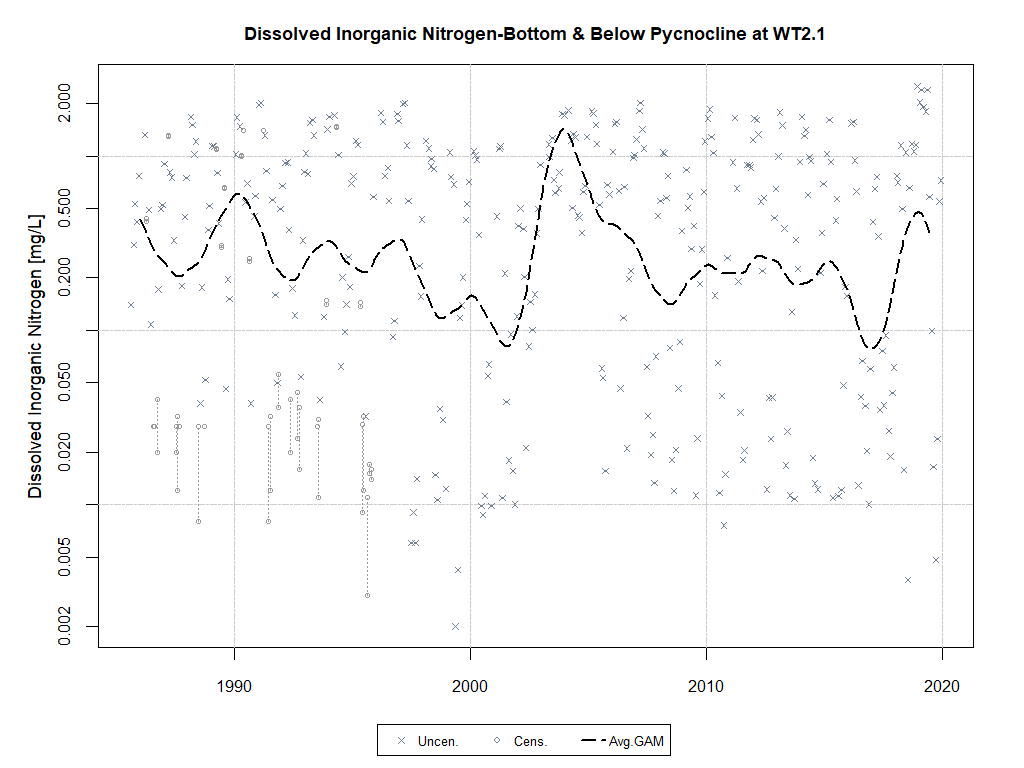 Dissolved Inorganic Nitrogen-Bottom & Below Pycnocline at WT2.1
Dissolved Inorganic Nitrogen [mg/L]
2.000
0.500
0.200
0.050
0.020
0.005
0.002
1990
2000
2010
2020
Uncen.
Cens.
Avg.GAM